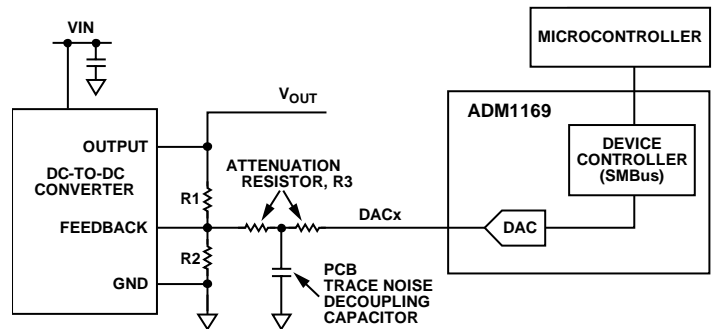 VIN
MICROCONTROLLER
VOUT
ADM1169
OUTPUT
DC-TO-DC
CONVERTER
ATTENUATION
RESISTOR, R3
DEVICE
CONTROLLER
(SMBus)
R1
FEEDBACK
DACx
DAC
R2
GND
PCB
TRACE NOISE
DECOUPLING
CAPACITOR